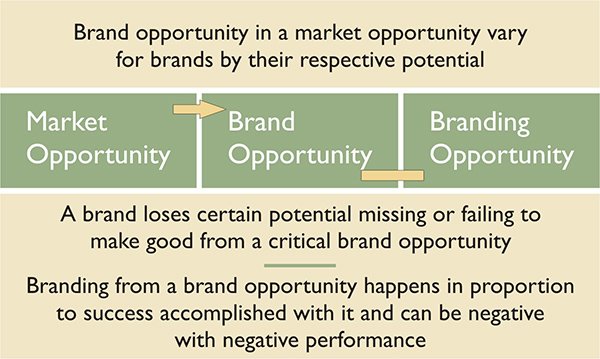 Brand opportunity in a market opportunity vary
for brands by their respective potential
Market
Opportunity
Brand
Opportunity
Branding
Opportunity
A brand loses certain potential missing or failing to
make good from a critical brand opportunity
Branding from a brand opportunity happens in proportion
to success accomplished with it and can be negative
with negative performance